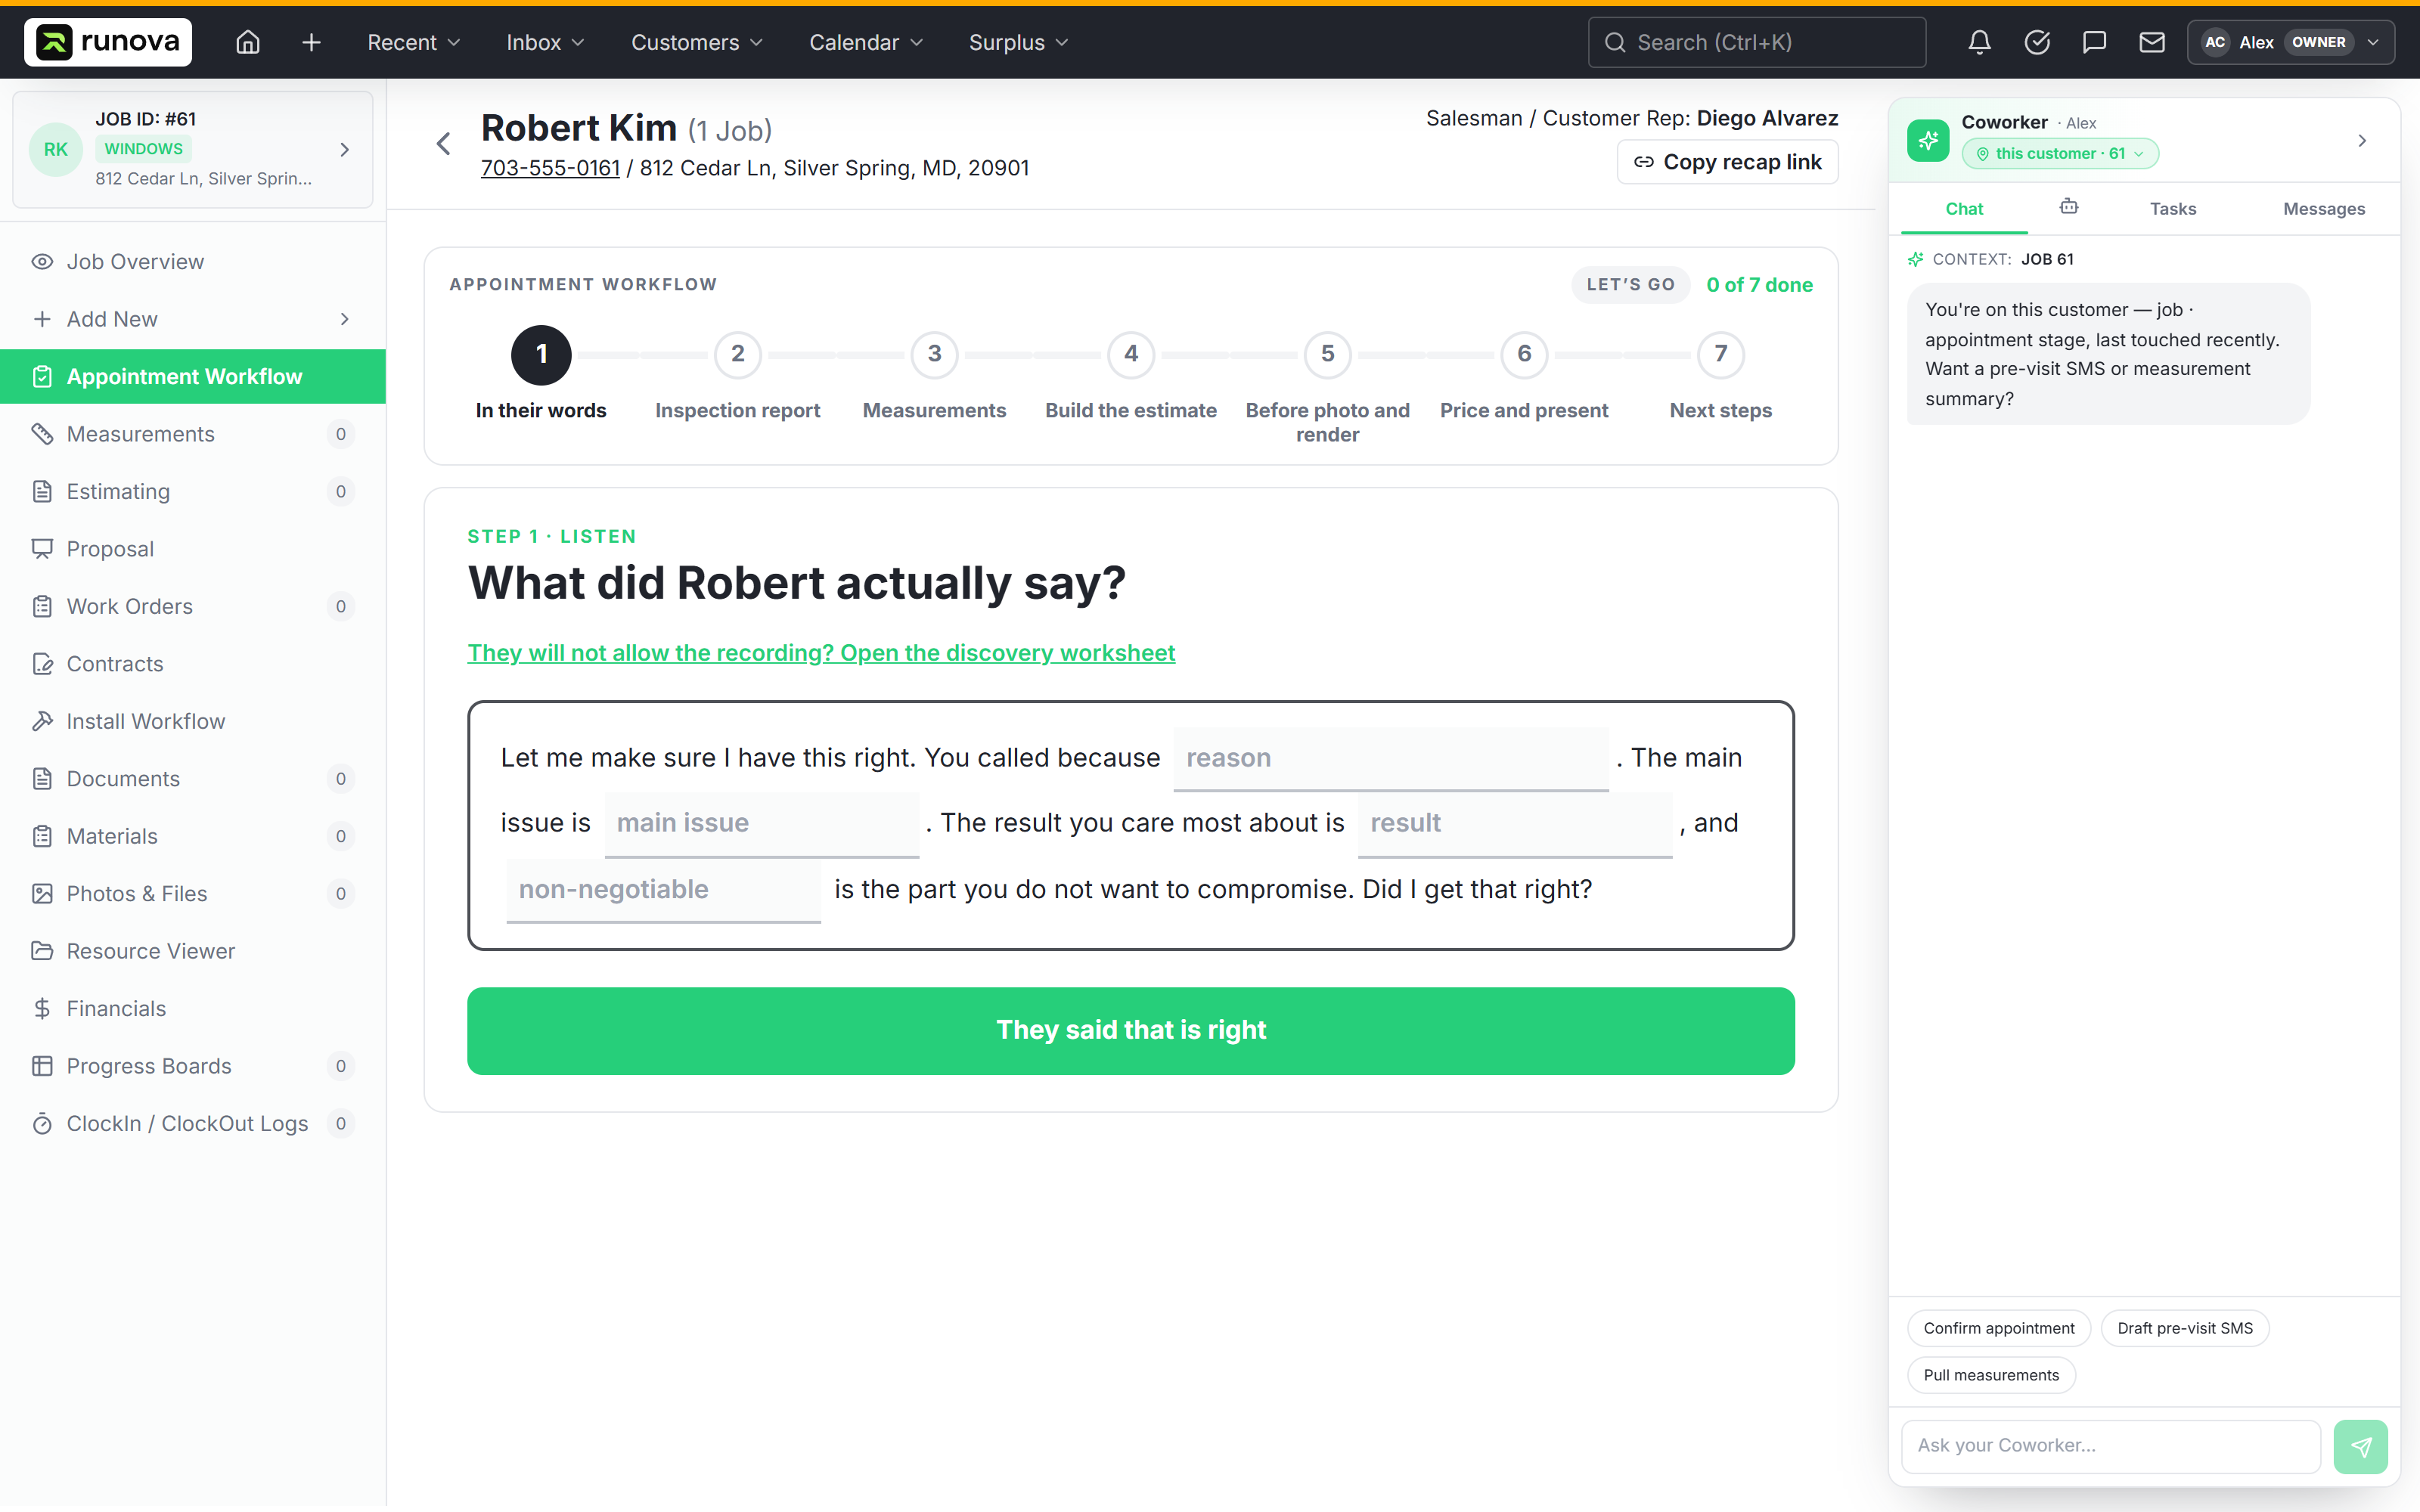 runova
Recent
Inbox
Customers
Calendar
Surplus
Search (Ctrl+K)
AC Alex OWNER
JOB ID: #61
RK
WINDOWS
812 Cedar Ln, Silver Sprin...
Job Overview
Add New
Appointment Workflow
Measurements 0
Estimating 0
Proposal
Work Orders 0
Contracts
Install Workflow
Documents 0
Materials 0
Photos & Files 0
Resource Viewer
Financials
Progress Boards 0
ClockIn / ClockOut Logs 0
Robert Kim (1 Job)
703-555-0161 / 812 Cedar Ln, Silver Spring, MD, 20901
Salesman / Customer Rep: Diego Alvarez
Copy recap link
APPOINTMENT WORKFLOW
LET'S GO 0 of 7 done
1 2 3 4 5 6 7
In their words
Inspection report
Measurements
Build the estimate
Before photo and
render
Price and present
Next steps
STEP 1 · LISTEN
What did Robert actually say?
They will not allow the recording? Open the discovery worksheet
Let me make sure I have this right. You called because reason . The main
issue is main issue . The result you care most about is result , and
non-negotiable is the part you do not want to compromise. Did I get that right?
They said that is right
Coworker · Alex
this customer · 61
Chat
Tasks
Messages
CONTEXT: JOB 61
You're on this customer — job ·
appointment stage, last touched recently.
Want a pre-visit SMS or measurement
summary?
Confirm appointment
Draft pre-visit SMS
Pull measurements
Ask your Coworker...